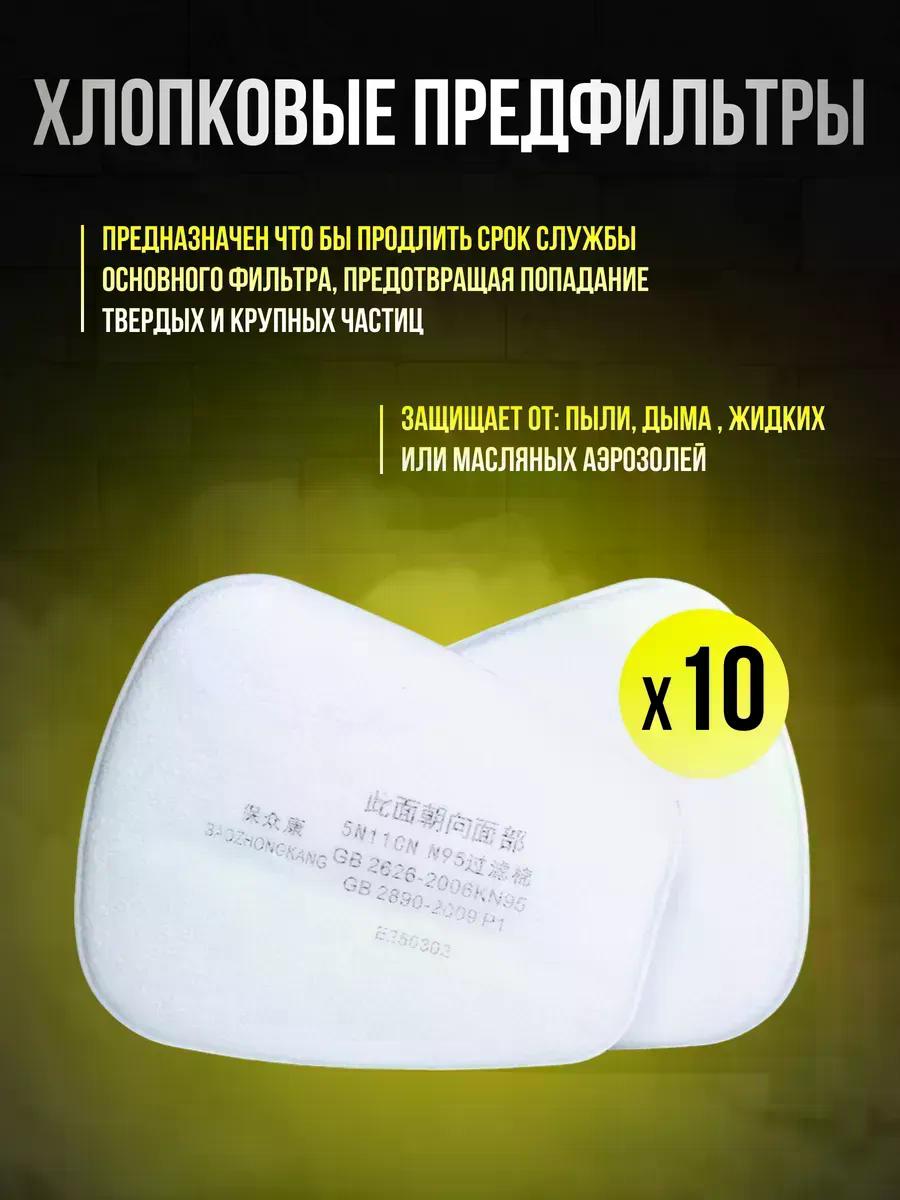 ХЛОПКОВЫЕ ПРЕДФИЛЬТРЫ
ПРЕДНАЗНАЧЕН ЧТО БЫ ПРОДЛИТЬ СРОК СЛУЖБЫ
ОСНОВНОГО ФИЛЬТРА, ПРЕДОТВРАЩАЯ ПОПАДАНИЕ
ТВЕРДЫХ И КРУПНЫХ ЧАСТИЦ
ЗАЩИЩАЕТ ОТ: ПЫЛИ, ДЫМА , ЖИДКИХ
ИЛИ МАСЛЯНЫХ АЭРОЗОЛЕЙ
x10
保众康
BAOZHONGKANG
此面朝向面部
5N11CN N95过滤棉
GB 2626-2006KN95
GB 2890-2009 P1